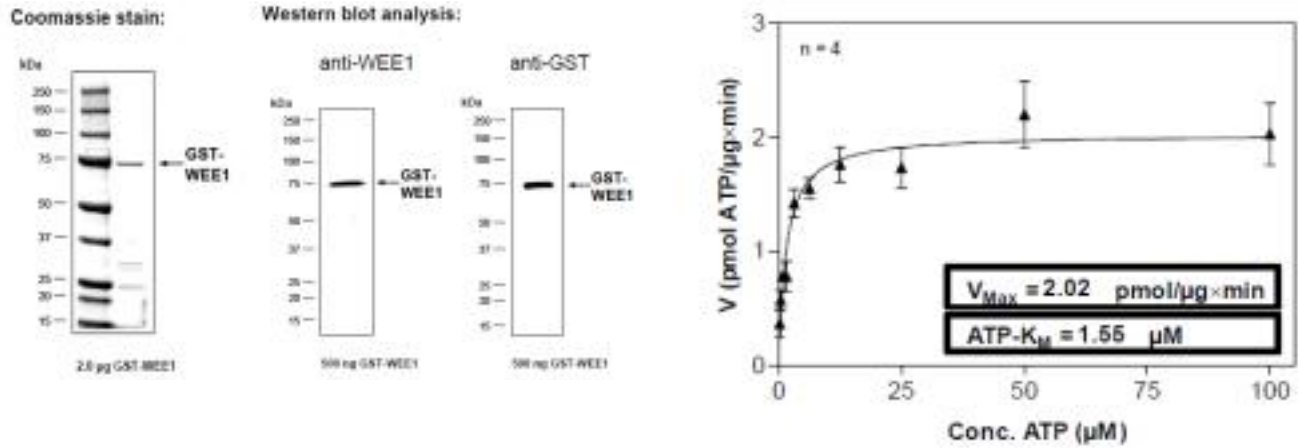 Coomassie stain:
Western blot analysis:
kDa
250
150
100
75
50
37
25
20
15
GST-
WEE1
2.0 µg GST-WEE1
anti-WEE1
kDa
250
150
100
75
50
37
25
20
15
GST-
WEE1
500 ng GST-WEE1
anti-GST
kDa
250
150
100
75
50
37
25
20
15
GST-
WEE1
500 ng GST-WEE1
V (pmol ATP/µg×min)
3
2
1
0
n = 4
VMax = 2.02 pmol/µg×min
ATP-KM = 1.55 µM
0 25 50 75 100
Conc. ATP (µM)